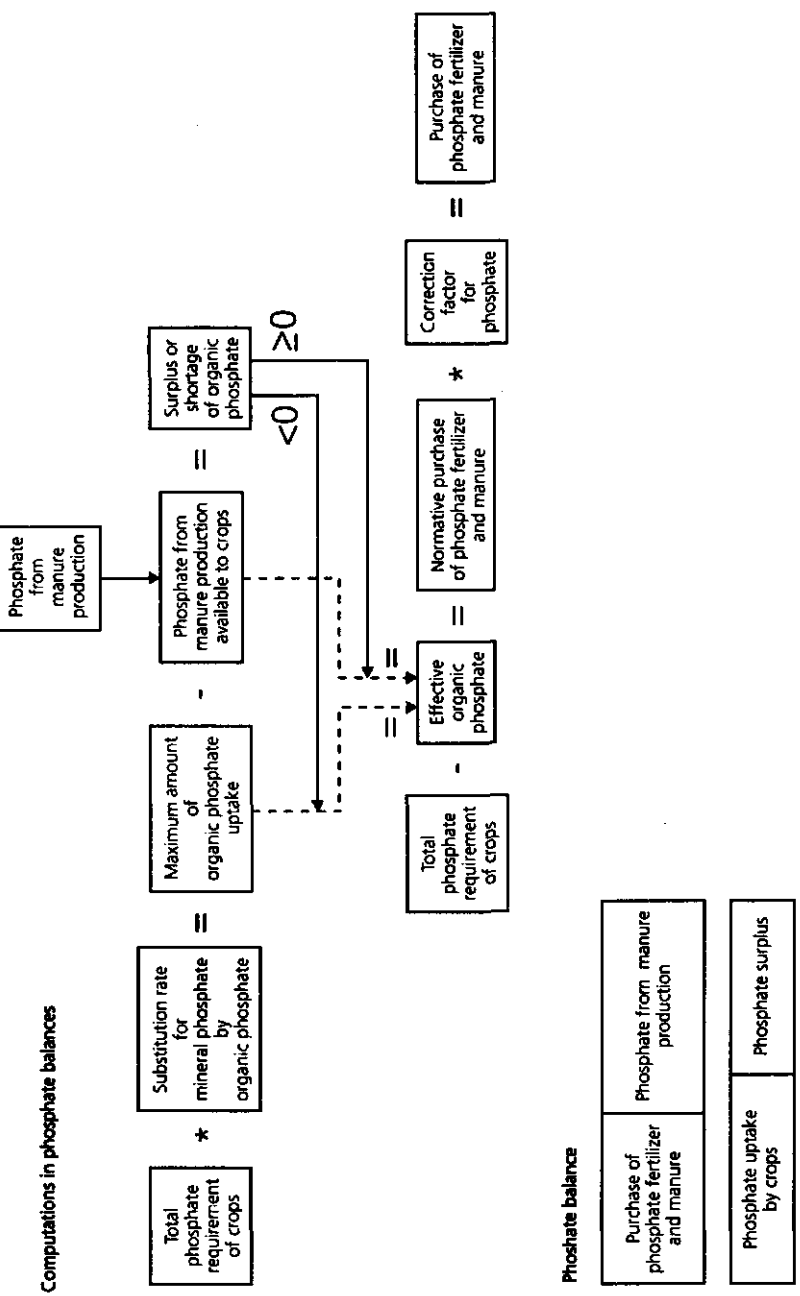 Computations in phosphate balances
Phosphate
from
manure
production
Total
phosphate
requirement
of crops
*
Substitution rate
for
mineral phosphate
by
organic phosphate
=
Maximum amount
of
organic phosphate
uptake
-
Phosphate from
manure production
available to crops
=
Surplus or
shortage
of organic
phosphate
<0
≥0
=
=
Total
phosphate
requirement
of crops
-
Effective
organic
phosphate
=
Normative purchase
of phosphate fertilizer
and manure
*
Correction
factor
for
phosphate
=
Purchase of
phosphate fertilizer
and manure
Phoshate balance
Purchase of
phosphate fertilizer
and manure
Phosphate from manure
production
Phosphate uptake
by crops
Phosphate surplus